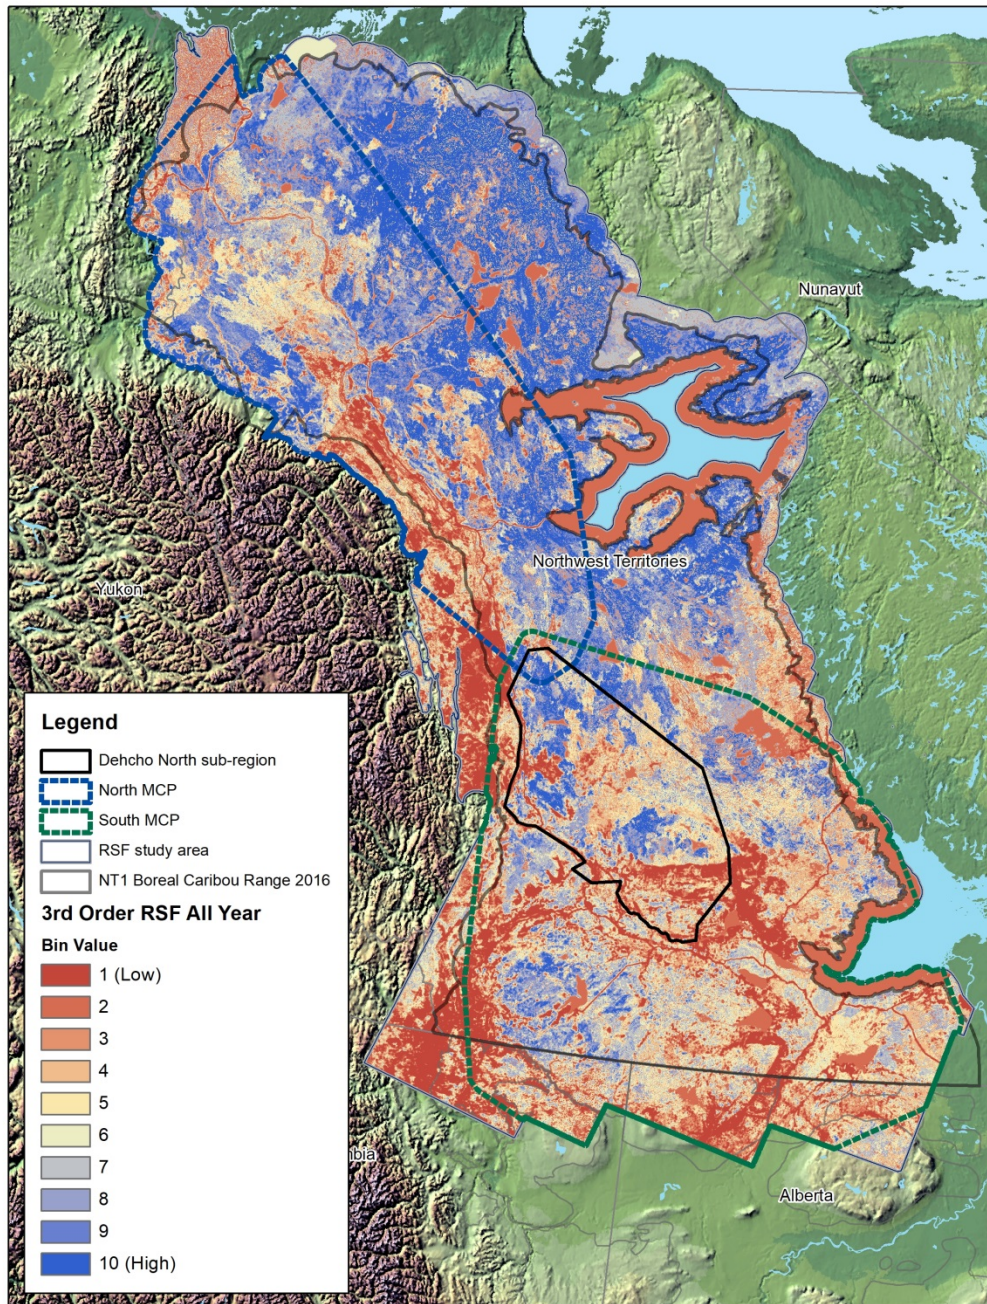 Nunavut
Northwest Territories
Yukon
Legend
Dehcho North sub-region
North MCP
South MCP
RSF study area
NT1 Boreal Caribou Range 2016
3rd Order RSF All Year
Bin Value
1 (Low)
2
3
4
5
6
7
8
9
10 (High)
bia
Alberta